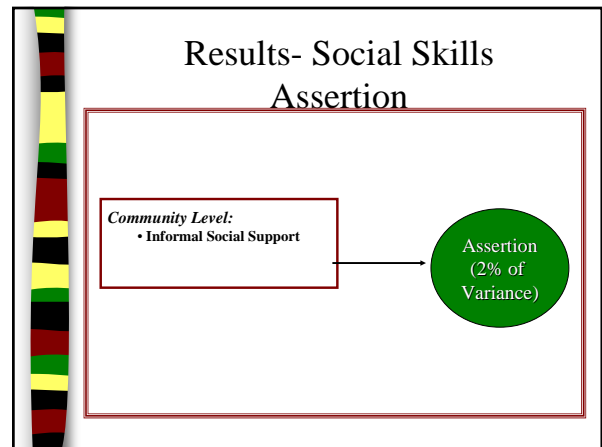 Results- Social Skills
Assertion
Community Level:
• Informal Social Support
Assertion
(2% of
Variance)